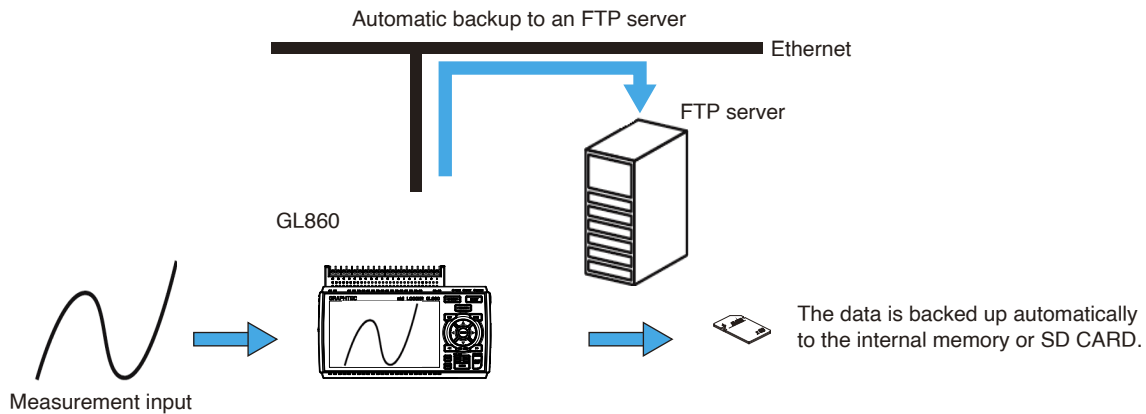 Automatic backup to an FTP server
Ethernet
FTP server
GL860
GRAPHTEC
The data is backed up automatically
to the internal memory or SD CARD.
Measurement input